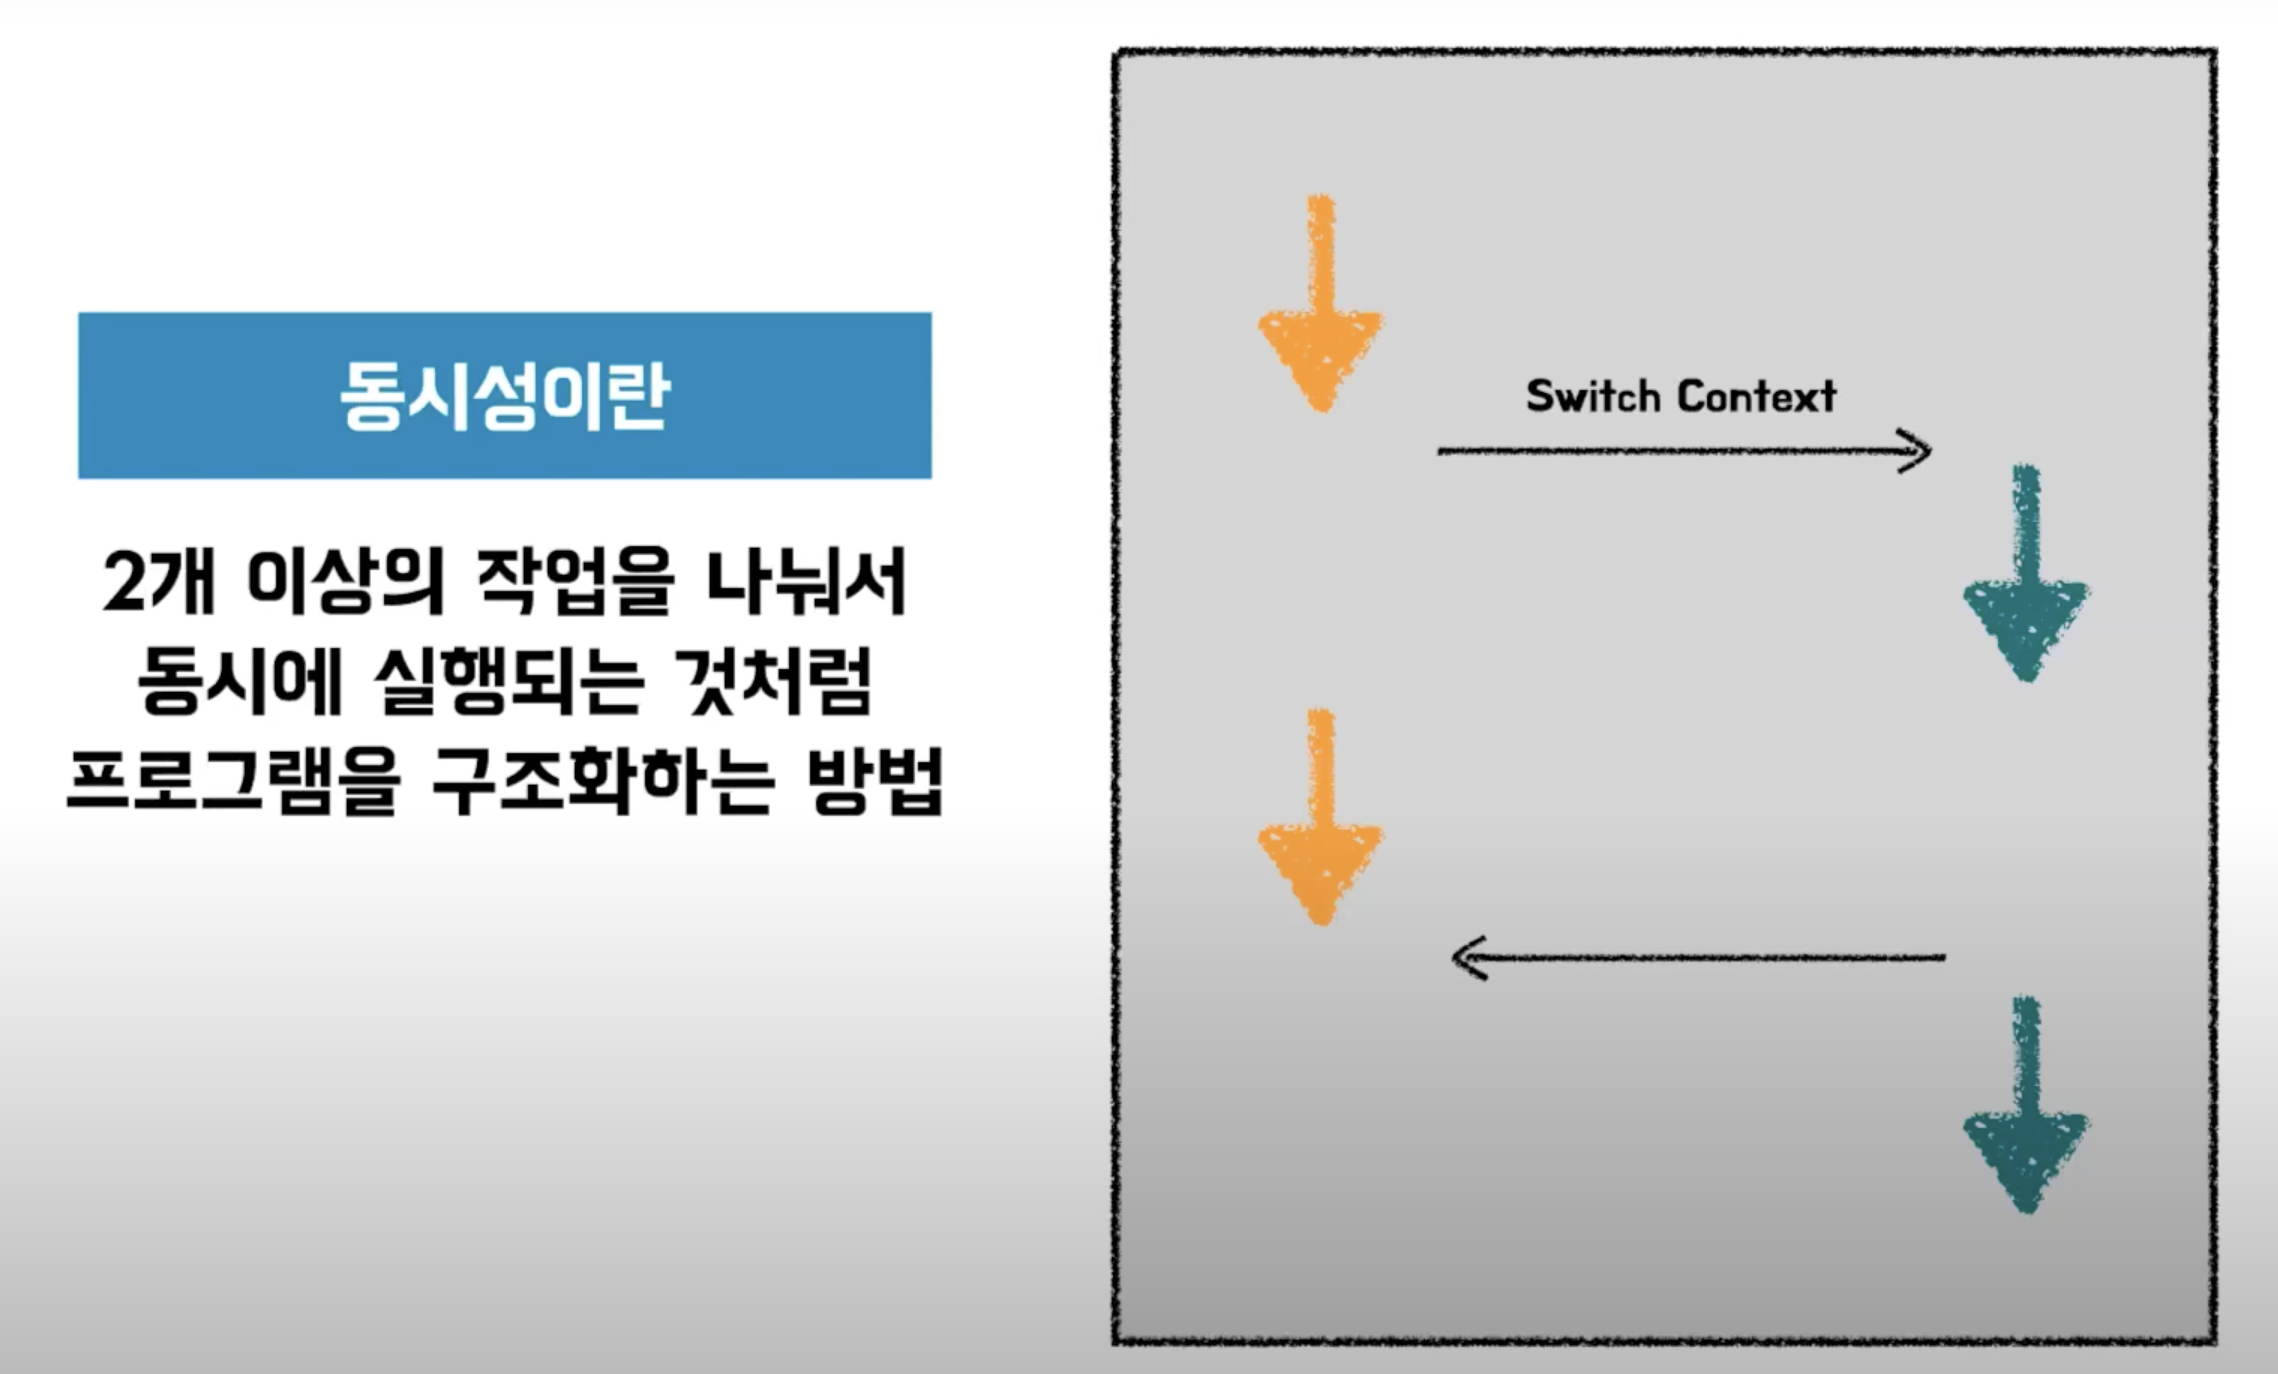 동시성이란
2개 이상의 작업을 나눠서
동시에 실행되는 것처럼
프로그램을 구조화하는 방법
Switch Context